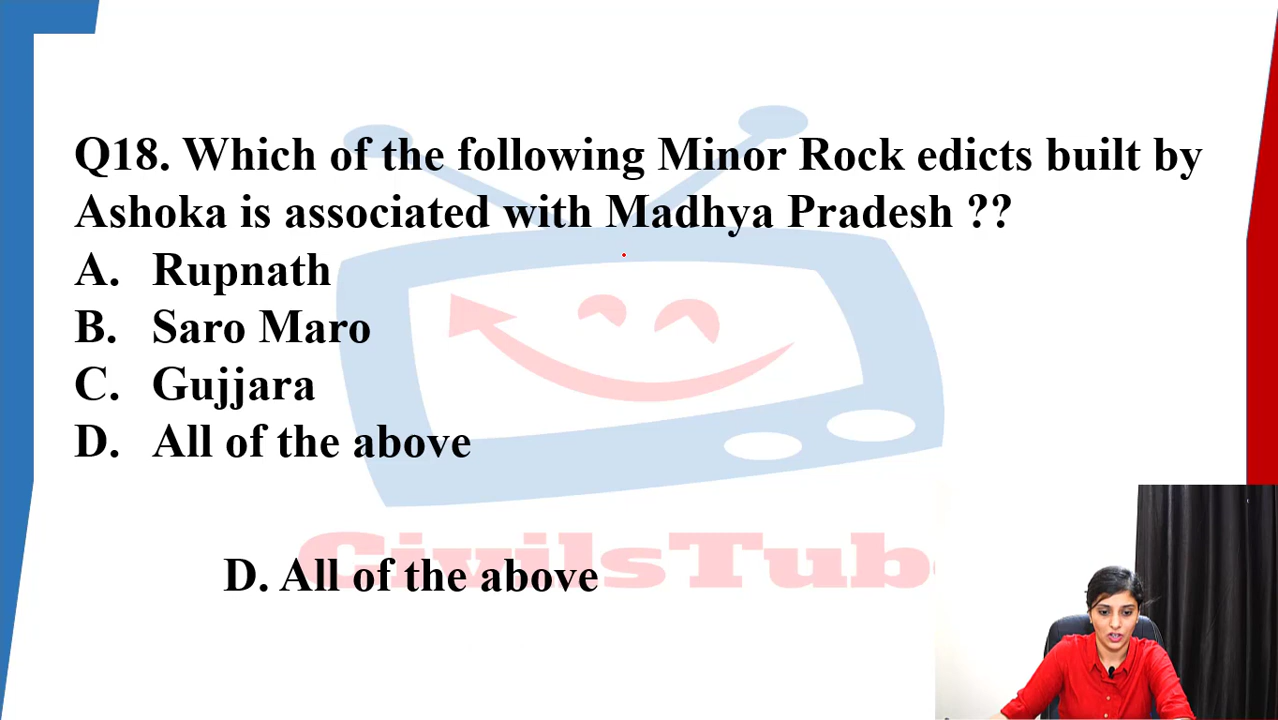 Q18. Which of the following Minor Rock edicts built by
Ashoka is associated with Madhya Pradesh ??
A. Rupnath
B. Saro Maro
C. Gujjara
D. All of the above
CivilsTub
D. All of the above